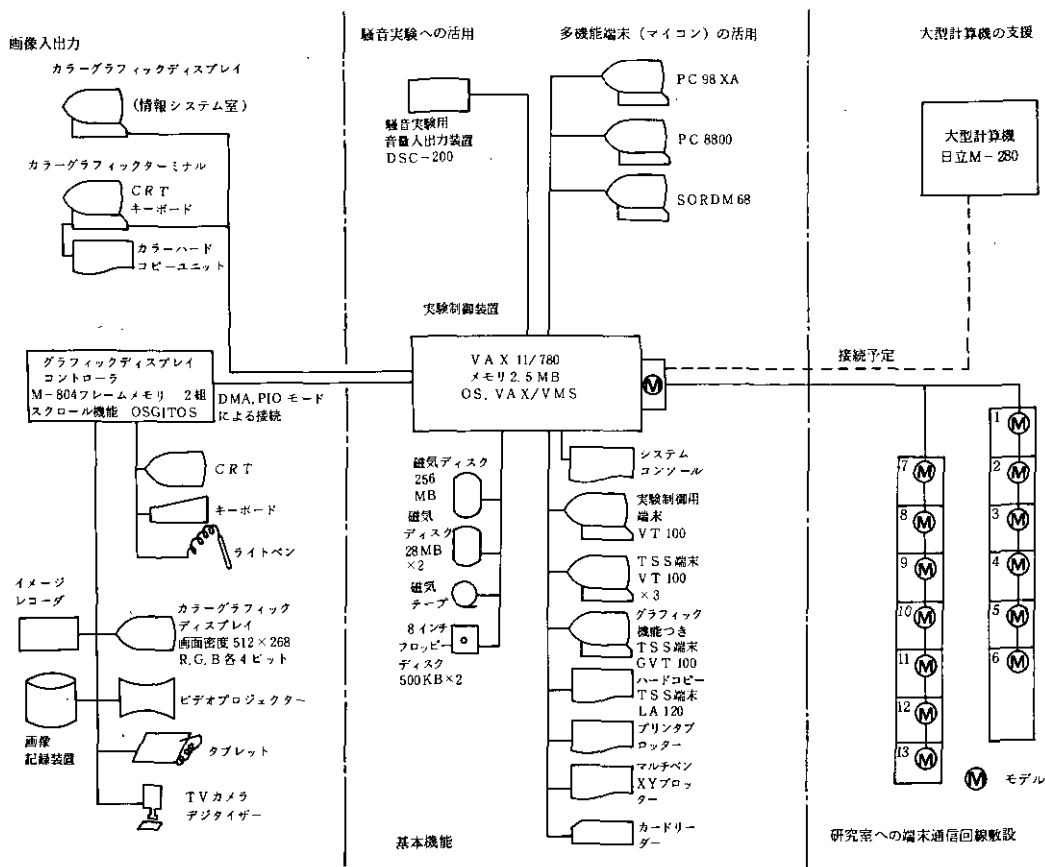 画像入出力
カラーグラフィックディスプレイ
(情報システム室)
カラーグラフィックターミナル
CRT
キーボード
カラーハード
コピーユニット
グラフィックディスプレイ
コントローラ
M-804フレームメモリ 2組
スクロール機能 OSGITOS
DMA, PIOモード
による接続
CRT
キーボード
ライトペン
イメージ
レコーダ
カラーグラフィック
ディスプレイ
画面密度 512×268
R,G,B各4ビット
ビデオプロジェクター
画像
記録装置
タブレット
TVカメラ
デジタイザー
騒音実験への活用
騒音実験用
音量入出力装置
DSC-200
多機能端末(マイコン)の活用
PC 98 XA
PC 8800
SORDM 68
実験制御装置
VAX 11/780
メモリ2.5MB
OS, VAX/VMS
M
磁気ディスク
256
MB
磁気
ディスク
28MB
×2
磁気
テープ
8インチ
フロッピー
ディスク
500KB×2
システム
コンソール
実験制御用
端末
VT 100
TSS端末
VT 100
×3
グラフィック
機能つき
TSS端末
GVT 100
ハードコピー
TSS端末
LA 120
プリンタプ
ロッター
マルチペン
XYプロッ
ター
カードリー
ダー
基本機能
大型計算機の支援
大型計算機
日立M-280
接続予定
1 M
2 M
3 M
4 M
5 M
6 M
7 M
8 M
9 M
10 M
11 M
12 M
13 M
M モデル
研究室への端末通信回線敷設